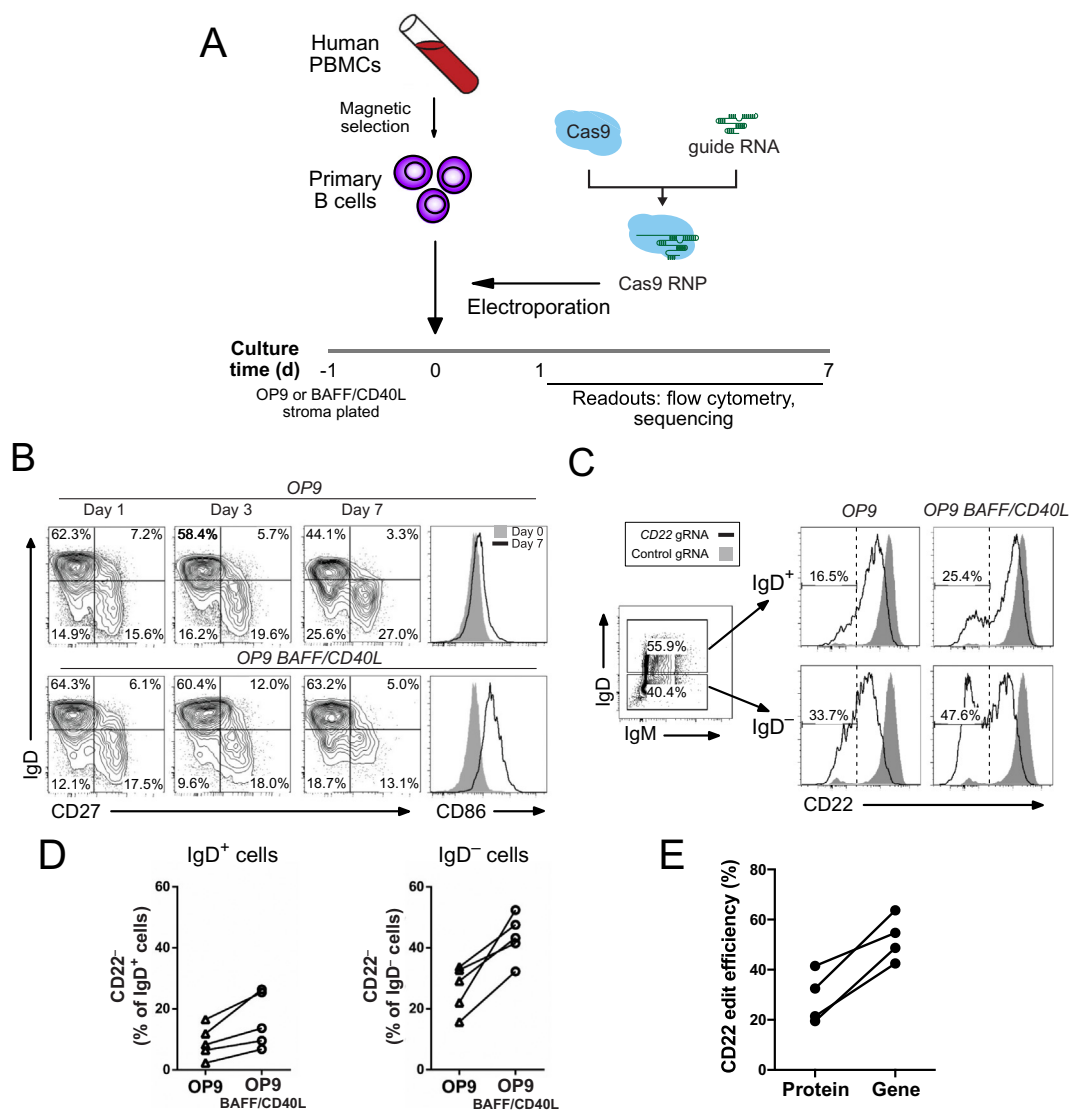 A
Human
PBMCs
Magnetic
selection
Primary
B cells
Cas9
guide RNA
Cas9 RNP
Electroporation
Culture
time (d)
-1
0
1
7
OP9 or BAFF/CD40L
stroma plated
Readouts: flow cytometry,
sequencing
B
OP9
Day 1
Day 3
Day 7
62.3%
7.2%
58.4%
5.7%
44.1%
3.3%
Day 0
Day 7
14.9%
15.6%
16.2%
19.6%
25.6%
27.0%
OP9 BAFF/CD40L
64.3%
6.1%
60.4%
12.0%
63.2%
5.0%
12.1%
17.5%
9.6%
18.0%
18.7%
13.1%
IgD
CD27
CD86
C
CD22 gRNA
Control gRNA
OP9
OP9 BAFF/CD40L
IgD+
16.5%
25.4%
55.9%
40.4%
IgD
IgM
IgD–
33.7%
47.6%
CD22
D
IgD+ cells
CD22–
(% of IgD+ cells)
60
40
20
0
OP9
OP9
BAFF/CD40L
IgD– cells
CD22–
(% of IgD– cells)
60
40
20
0
OP9
OP9
BAFF/CD40L
E
CD22 edit efficiency (%)
80
60
40
20
0
Protein
Gene